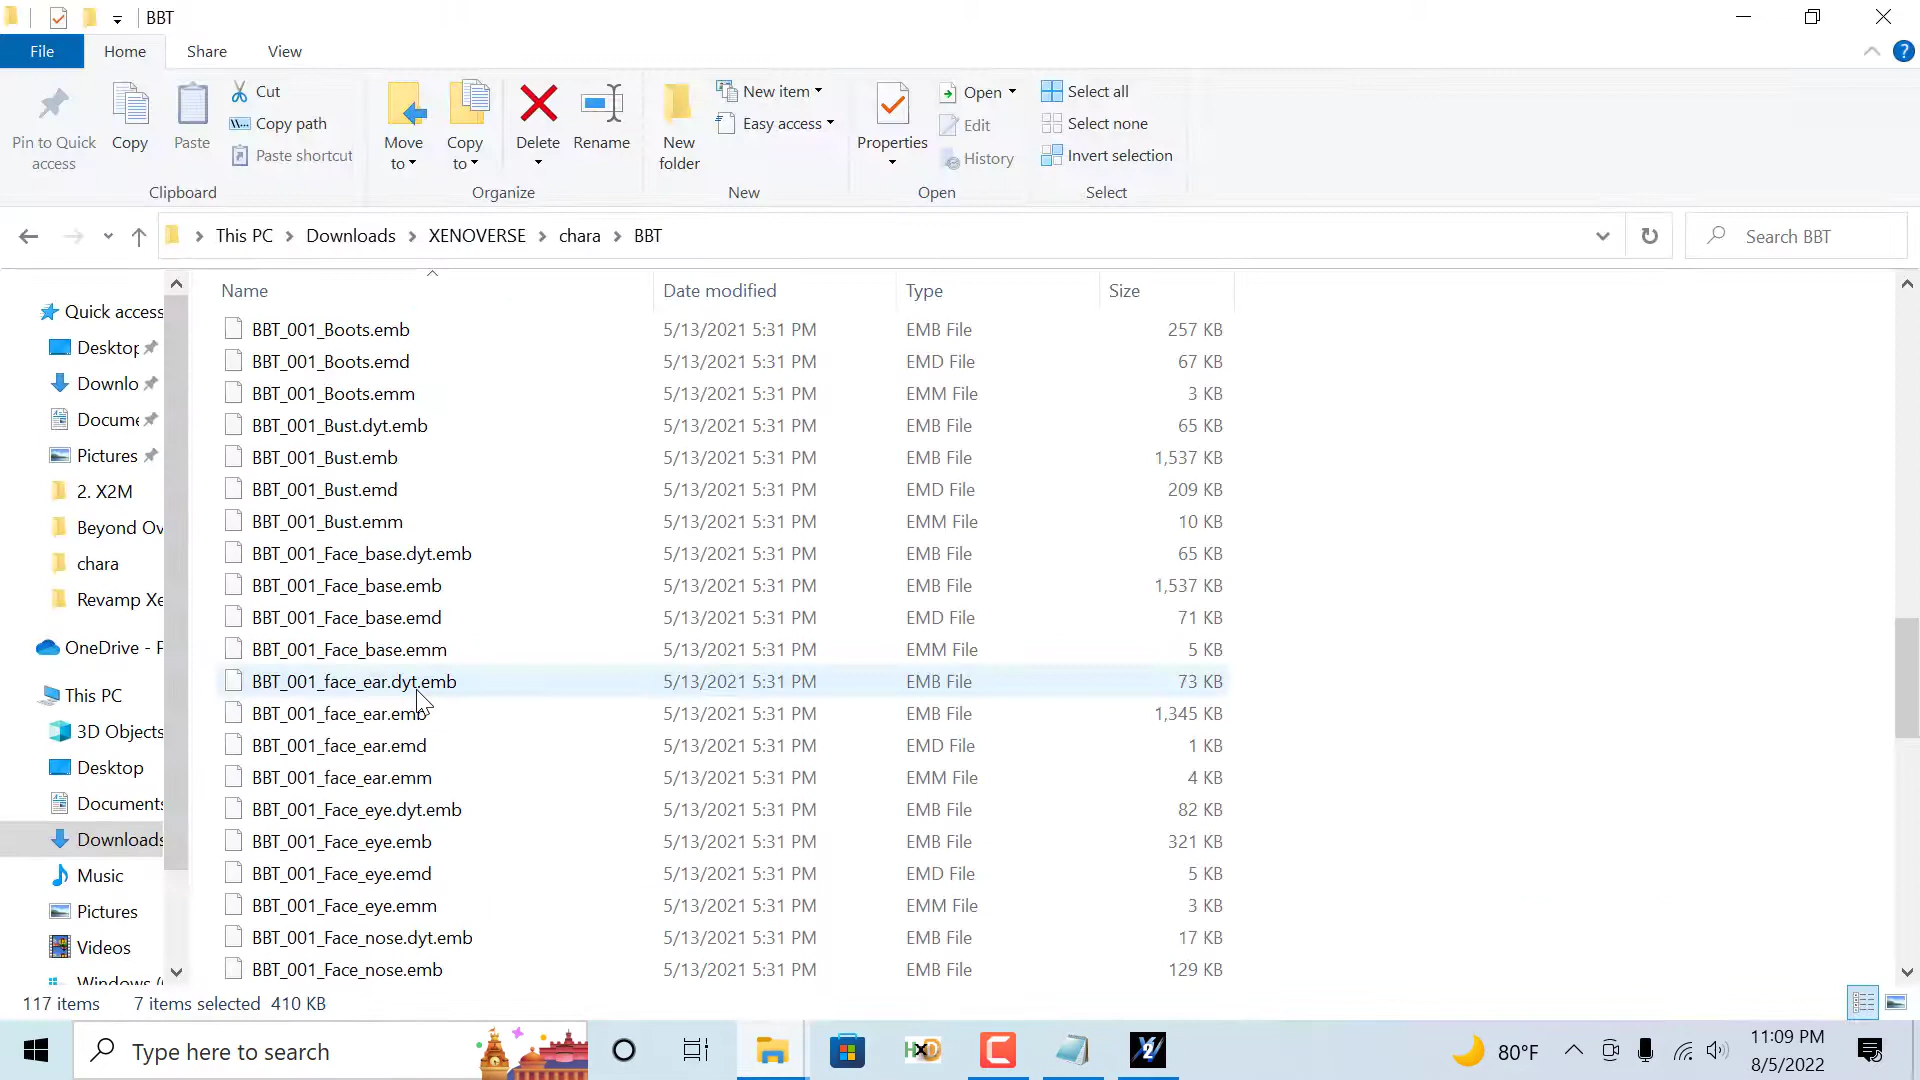 BBT
File
Home
Share
View
Pin to Quick access
Copy
Paste
Cut
Copy path
Paste shortcut
Clipboard
Move to
Copy to
Delete
Rename
Organize
New folder
New item
Easy access
New
Properties
Open
Edit
History
Open
Select all
Select none
Invert selection
Select
This PC
Downloads
XENOVERSE
chara
BBT
Search BBT
Quick access
Desktop
Downlo
Docume
Pictures
2. X2M
Beyond Ov
chara
Revamp Xe
OneDrive - P
This PC
3D Objects
Desktop
Documents
Downloads
Music
Pictures
Videos
Windows (
Name Date modified Type Size
BBT_001_Boots.emb 5/13/2021 5:31 PM EMB File 257 KB
BBT_001_Boots.emd 5/13/2021 5:31 PM EMD File 67 KB
BBT_001_Boots.emm 5/13/2021 5:31 PM EMM File 3 KB
BBT_001_Bust.dyt.emb 5/13/2021 5:31 PM EMB File 65 KB
BBT_001_Bust.emb 5/13/2021 5:31 PM EMB File 1,537 KB
BBT_001_Bust.emd 5/13/2021 5:31 PM EMD File 209 KB
BBT_001_Bust.emm 5/13/2021 5:31 PM EMM File 10 KB
BBT_001_Face_base.dyt.emb 5/13/2021 5:31 PM EMB File 65 KB
BBT_001_Face_base.emb 5/13/2021 5:31 PM EMB File 1,537 KB
BBT_001_Face_base.emd 5/13/2021 5:31 PM EMD File 71 KB
BBT_001_Face_base.emm 5/13/2021 5:31 PM EMM File 5 KB
BBT_001_face_ear.dyt.emb 5/13/2021 5:31 PM EMB File 73 KB
BBT_001_face_ear.emb 5/13/2021 5:31 PM EMB File 1,345 KB
BBT_001_face_ear.emd 5/13/2021 5:31 PM EMD File 1 KB
BBT_001_face_ear.emm 5/13/2021 5:31 PM EMM File 4 KB
BBT_001_Face_eye.dyt.emb 5/13/2021 5:31 PM EMB File 82 KB
BBT_001_Face_eye.emb 5/13/2021 5:31 PM EMB File 321 KB
BBT_001_Face_eye.emd 5/13/2021 5:31 PM EMD File 5 KB
BBT_001_Face_eye.emm 5/13/2021 5:31 PM EMM File 3 KB
BBT_001_Face_nose.dyt.emb 5/13/2021 5:31 PM EMB File 17 KB
BBT_001_Face_nose.emb 5/13/2021 5:31 PM EMB File 129 KB
117 items 7 items selected 410 KB
Type here to search
HxD
80°F
11:09 PM
8/5/2022